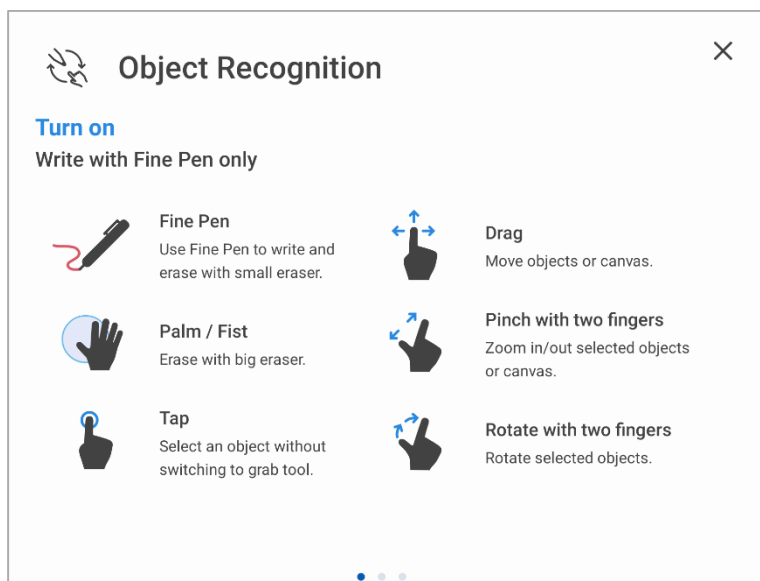 Object Recognition
Turn on
Write with Fine Pen only
Fine Pen
Use Fine Pen to write and
erase with small eraser.
Palm / Fist
Erase with big eraser.
Tap
Select an object without
switching to grab tool.
Drag
Move objects or canvas.
Pinch with two fingers
Zoom in/out selected objects
or canvas.
Rotate with two fingers
Rotate selected objects.